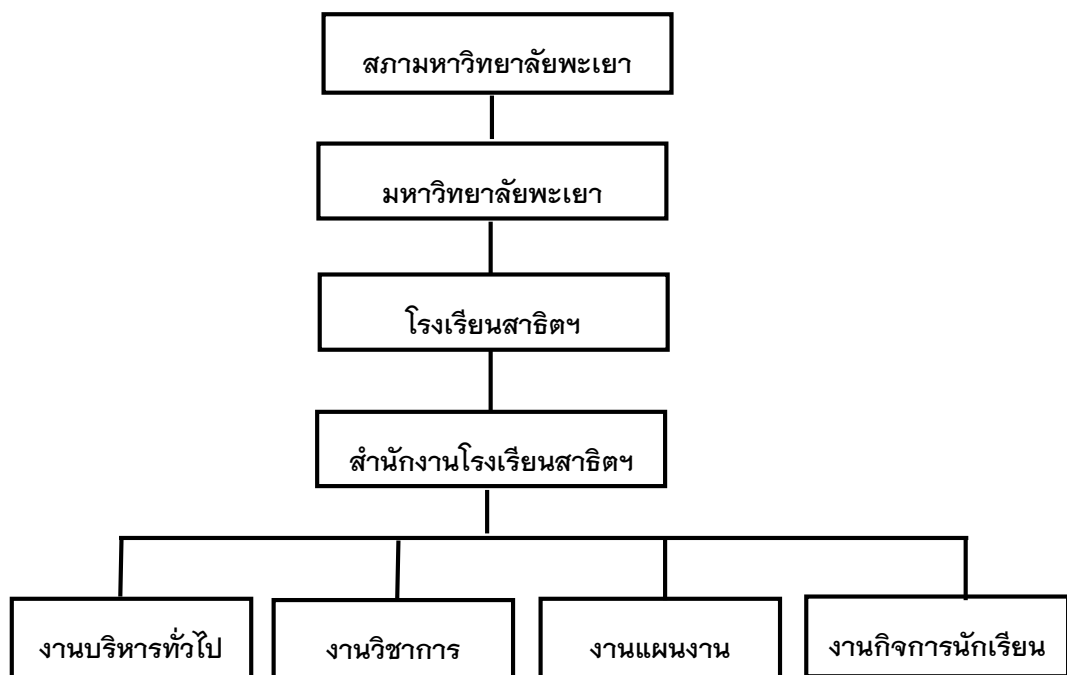 สภามหาวิทยาลัยพะเยา
มหาวิทยาลัยพะเยา
โรงเรียนสาธิตฯ
สำนักงานโรงเรียนสาธิตฯ
งานบริหารทั่วไป
งานวิชาการ
งานแผนงาน
งานกิจการนักเรียน